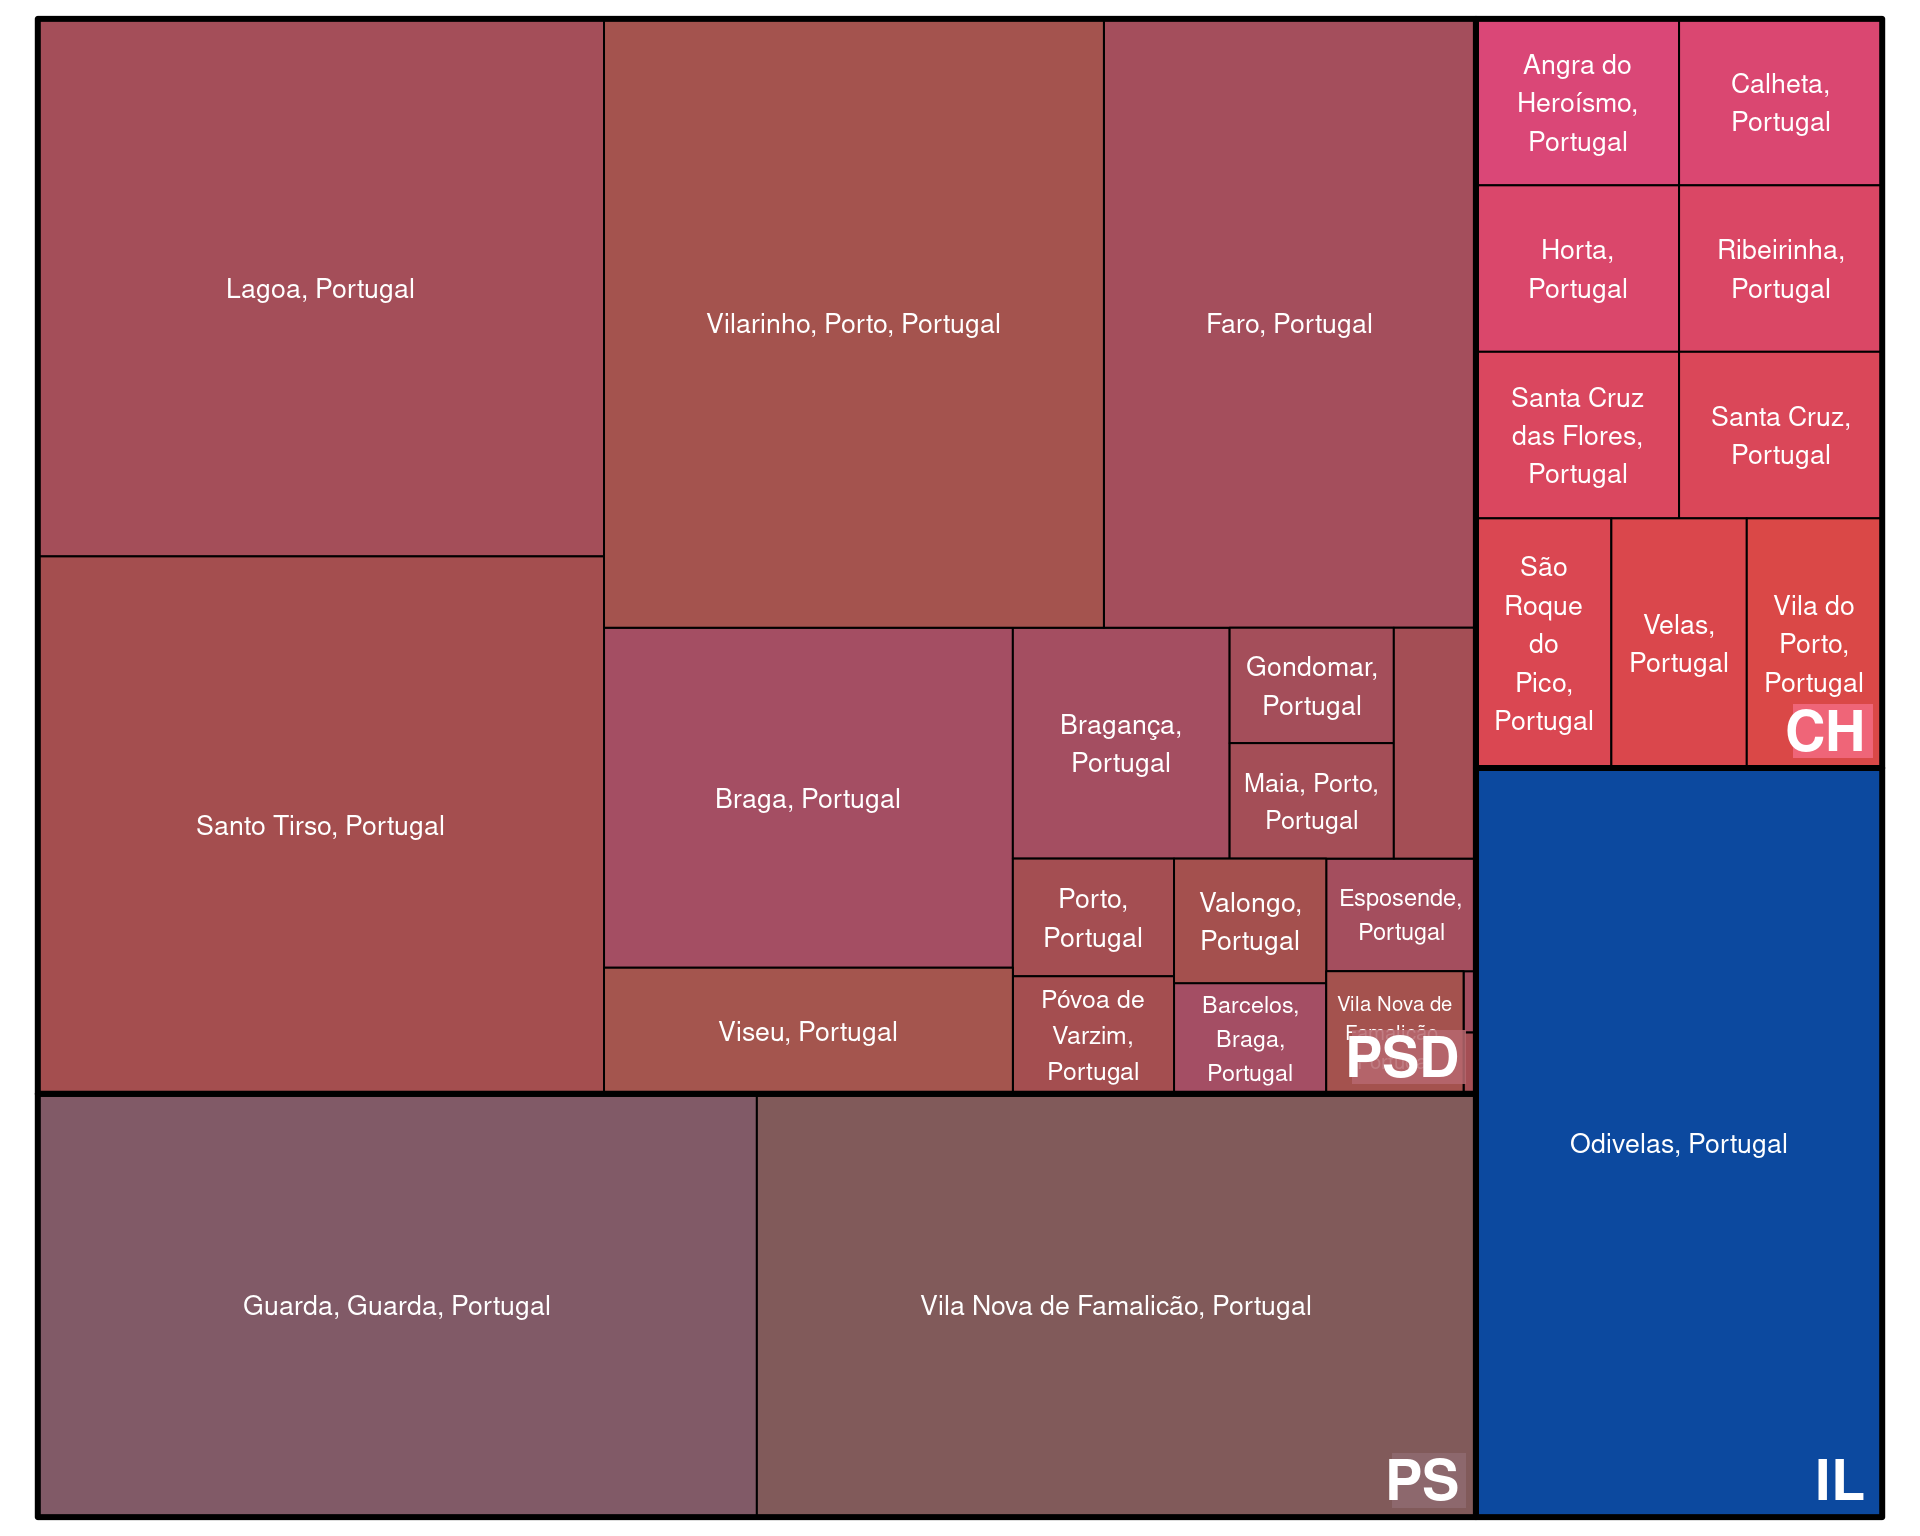 Lagoa, Portugal
Vilarinho, Porto, Portugal
Faro, Portugal
Santo Tirso, Portugal
Braga, Portugal
Viseu, Portugal
Bragança,
Portugal
Gondomar,
Portugal
Maia, Porto,
Portugal
Porto,
Portugal
Póvoa de
Varzim,
Portugal
Valongo,
Portugal
Barcelos,
Braga,
Portugal
Esposende,
Portugal
Vila Nova de
Famalicão,
PSD
Guarda, Guarda, Portugal
Vila Nova de Famalicão, Portugal
PS
Angra do
Heroísmo,
Portugal
Calheta,
Portugal
Horta,
Portugal
Ribeirinha,
Portugal
Santa Cruz
das Flores,
Portugal
Santa Cruz,
Portugal
São
Roque
do
Pico,
Portugal
Velas,
Portugal
Vila do
Porto,
Portugal
CH
Odivelas, Portugal
IL